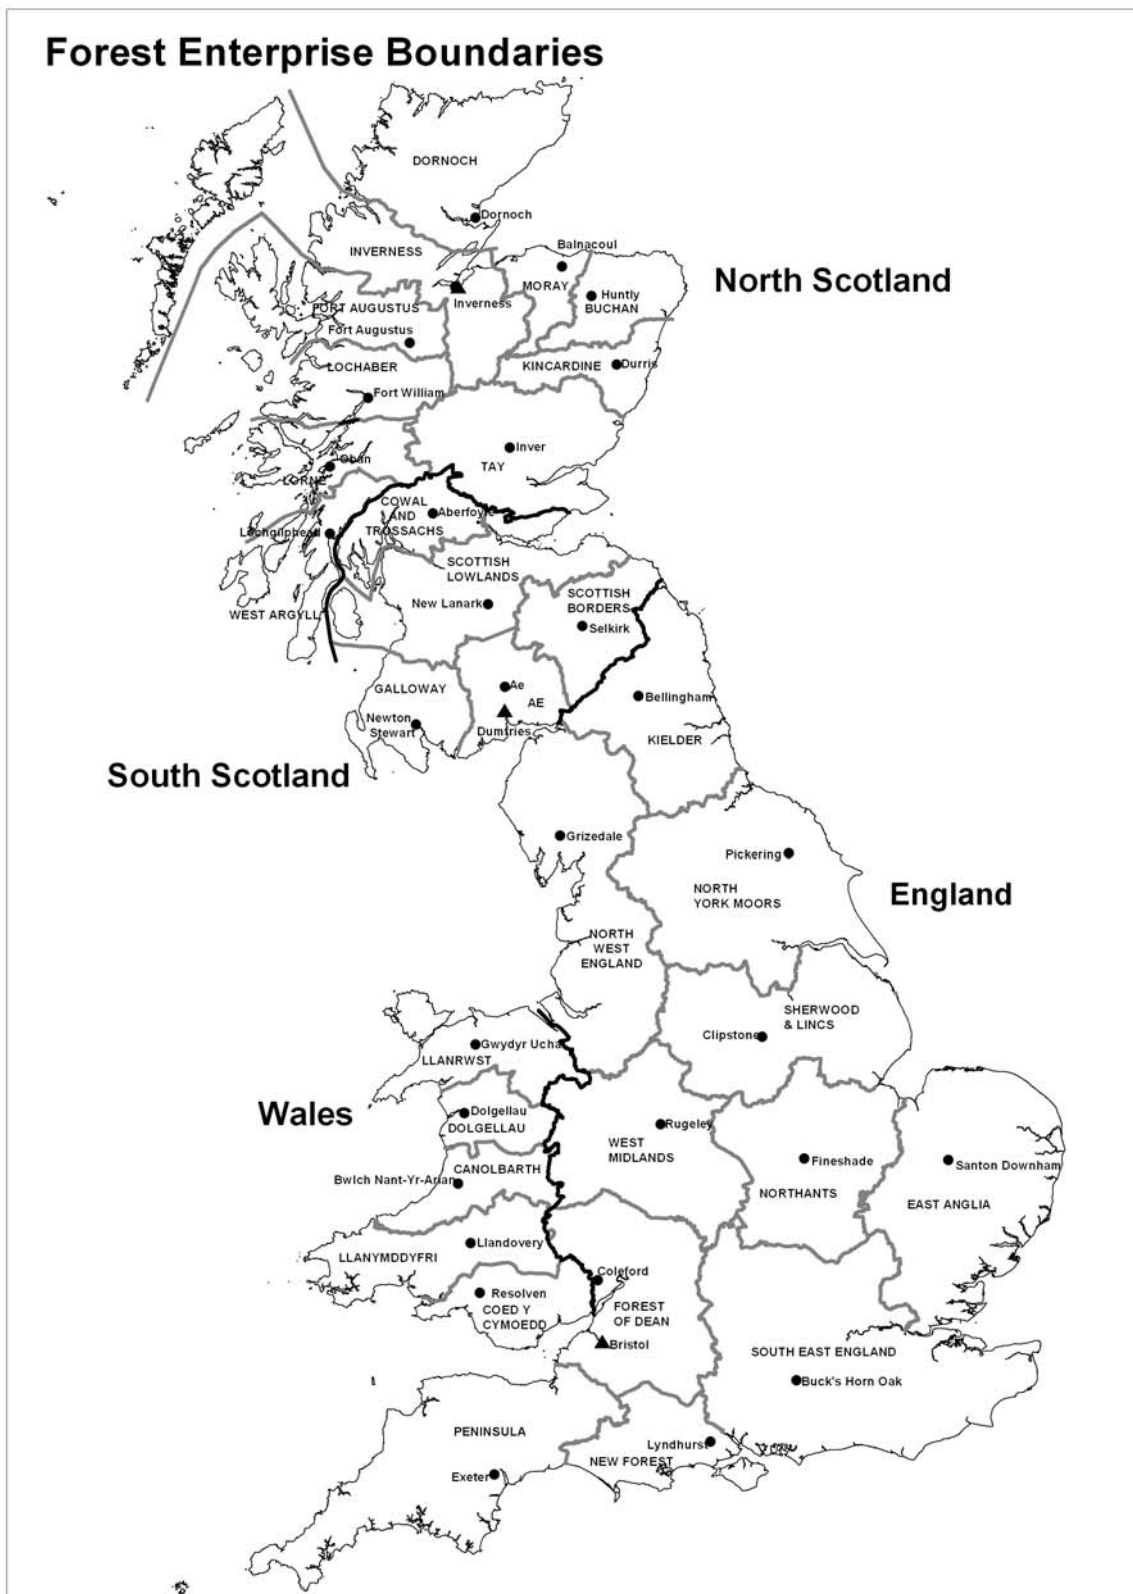 Forest Enterprise Boundaries
DORNOCH
Dornoch
INVERNESS
Balnacoul
North Scotland
MORAY
Huntly
BUCHAN
Inverness
FORT AUGUSTUS
Fort Augustus
LOCHABER
KINCARDINE
Durris
Fort William
Inver
Oban
TAY
LORNE
COWAL
AND
TROSSACHS
Aberfoyle
Lochgilphead
SCOTTISH
LOWLANDS
SCOTTISH
BORDERS
New Lanark
WEST ARGYLL
Selkirk
GALLOWAY
Ae
AE
Bellingham
Newton
Stewart
Dumfries
KIELDER
South Scotland
Grizedale
Pickering
NORTH
YORK MOORS
England
NORTH
WEST
ENGLAND
SHERWOOD
& LINCS
Clipstone
Gwydyr Ucha
LLANRWST
Wales
Dolgellau
DOLGELLAU
Rugeley
WEST
MIDLANDS
Fineshade
Santon Downham
CANOLBARTH
Bwlch Nant-Yr-Arian
NORTHANTS
EAST ANGLIA
Llandovery
LLANYMDDYFRI
Coleford
Resolven
COED Y
CYMOEDD
FOREST
OF DEAN
Bristol
SOUTH EAST ENGLAND
Buck's Horn Oak
PENINSULA
Lyndhurst
NEW FOREST
Exeter